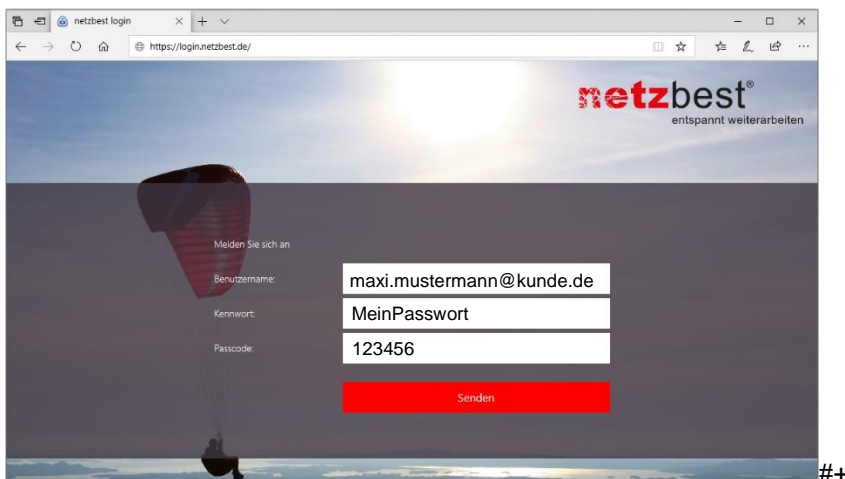 netzbest login
https://login.netzbest.de/
netzbest®
entspannt weiterarbeiten
Melden Sie sich an
Benutzername:
maxi.mustermann@kunde.de
Kennwort:
MeinPasswort
Passcode:
123456
Senden
#+